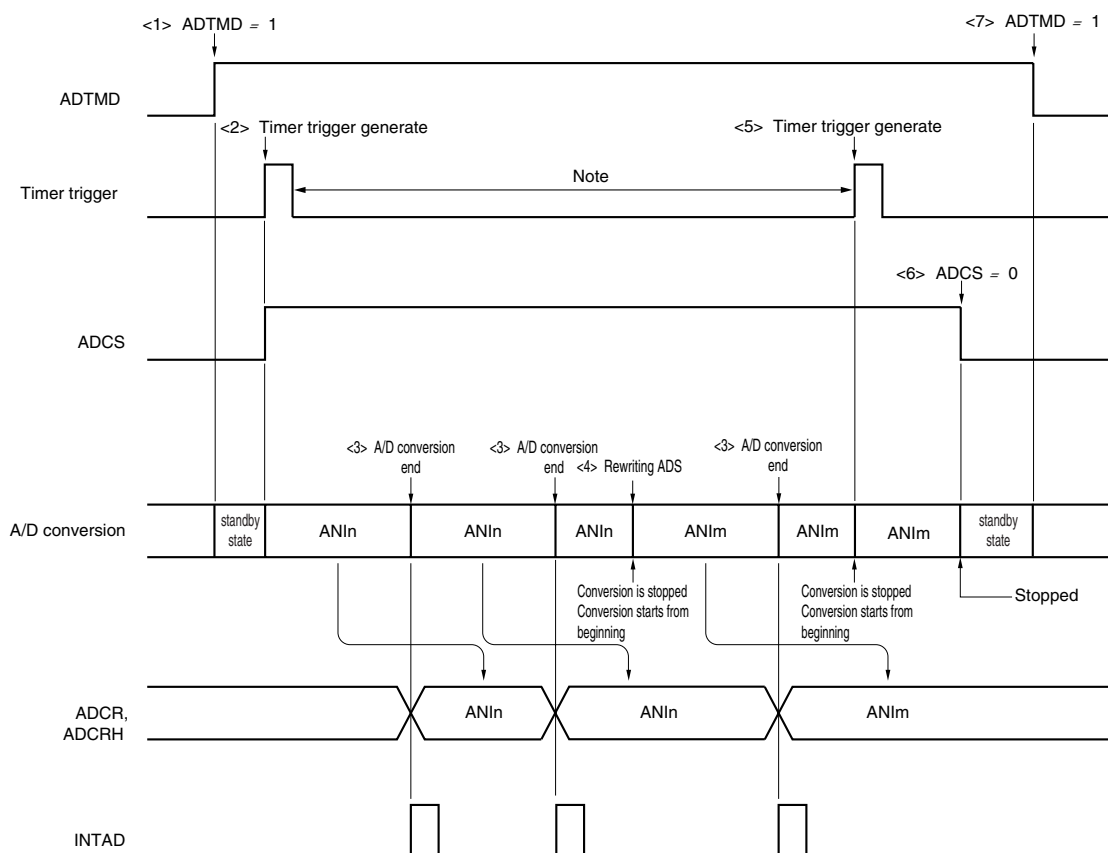 <1> ADTMD = 1
<7> ADTMD = 1
ADTMD
<2> Timer trigger generate
<5> Timer trigger generate
Note
Timer trigger
<6> ADCS = 0
ADCS
<3> A/D conversion
end
<3> A/D conversion
end
<4> Rewriting ADS
<3> A/D conversion
end
A/D conversion
standby
state
ANIn
ANIn
ANIn
ANIm
ANIm
ANIm
standby
state
Conversion is stopped
Conversion starts from
beginning
Conversion is stopped
Conversion starts from
beginning
Stopped
ADCR,
ADCRH
ANIn
ANIn
ANIm
INTAD